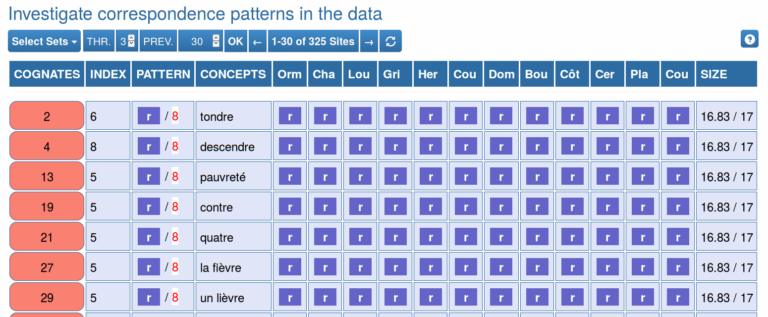 Investigate correspondence patterns in the data
Select Sets THR. 3 PREV. 30 OK ← 1-30 of 325 Sites → ?
COGNATES INDEX PATTERN CONCEPTS Orm Cha Lou Gri Her Cou Dom Bou Côt Cer Pla Cou SIZE
2 6 r / 8 tondre r r r r r r r r r r r r 16.83 / 17
4 8 r / 8 descendre r r r r r r r r r r r r 16.83 / 17
13 5 r / 8 pauvreté r r r r r r r r r r r r 16.83 / 17
19 5 r / 8 contre r r r r r r r r r r r r 16.83 / 17
21 5 r / 8 quatre r r r r r r r r r r r r 16.83 / 17
27 5 r / 8 la fièvre r r r r r r r r r r r r 16.83 / 17
29 5 r / 8 un lièvre r r r r r r r r r r r r 16.83 / 17